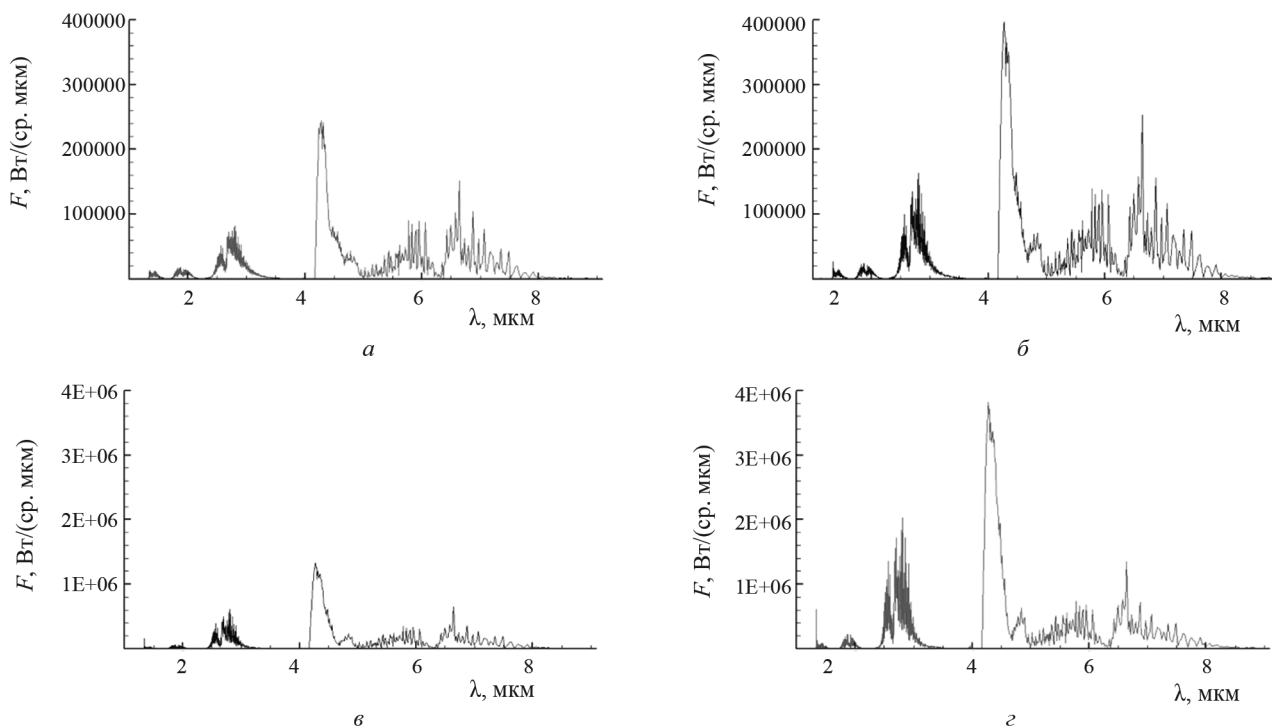 400000
300000
200000
100000
F, Вт/(ср. мкм)
2 4 6 8
λ, мкм
а
400000
300000
200000
100000
F, Вт/(ср. мкм)
2 4 6 8
λ, мкм
б
4E+06
3E+06
2E+06
1E+06
F, Вт/(ср. мкм)
2 4 6 8
λ, мкм
в
4E+06
3E+06
2E+06
1E+06
F, Вт/(ср. мкм)
2 4 6 8
λ, мкм
г